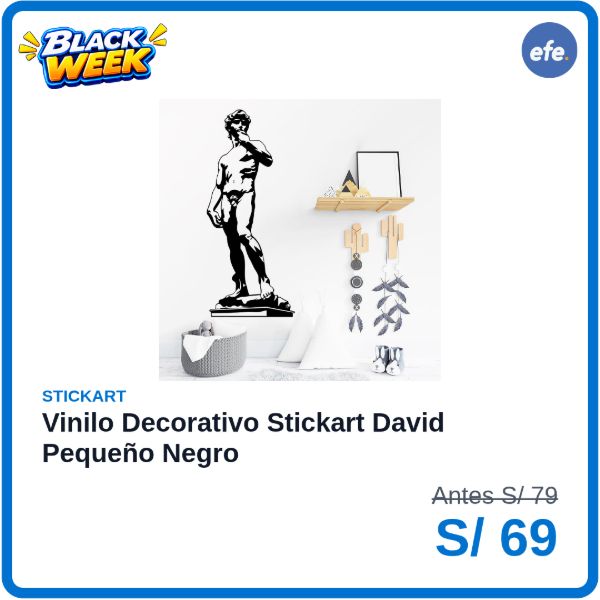 BLACK
WEEK
efe.
STICKART
Vinilo Decorativo Stickart David
Pequeño Negro
Antes S/ 79
S/ 69